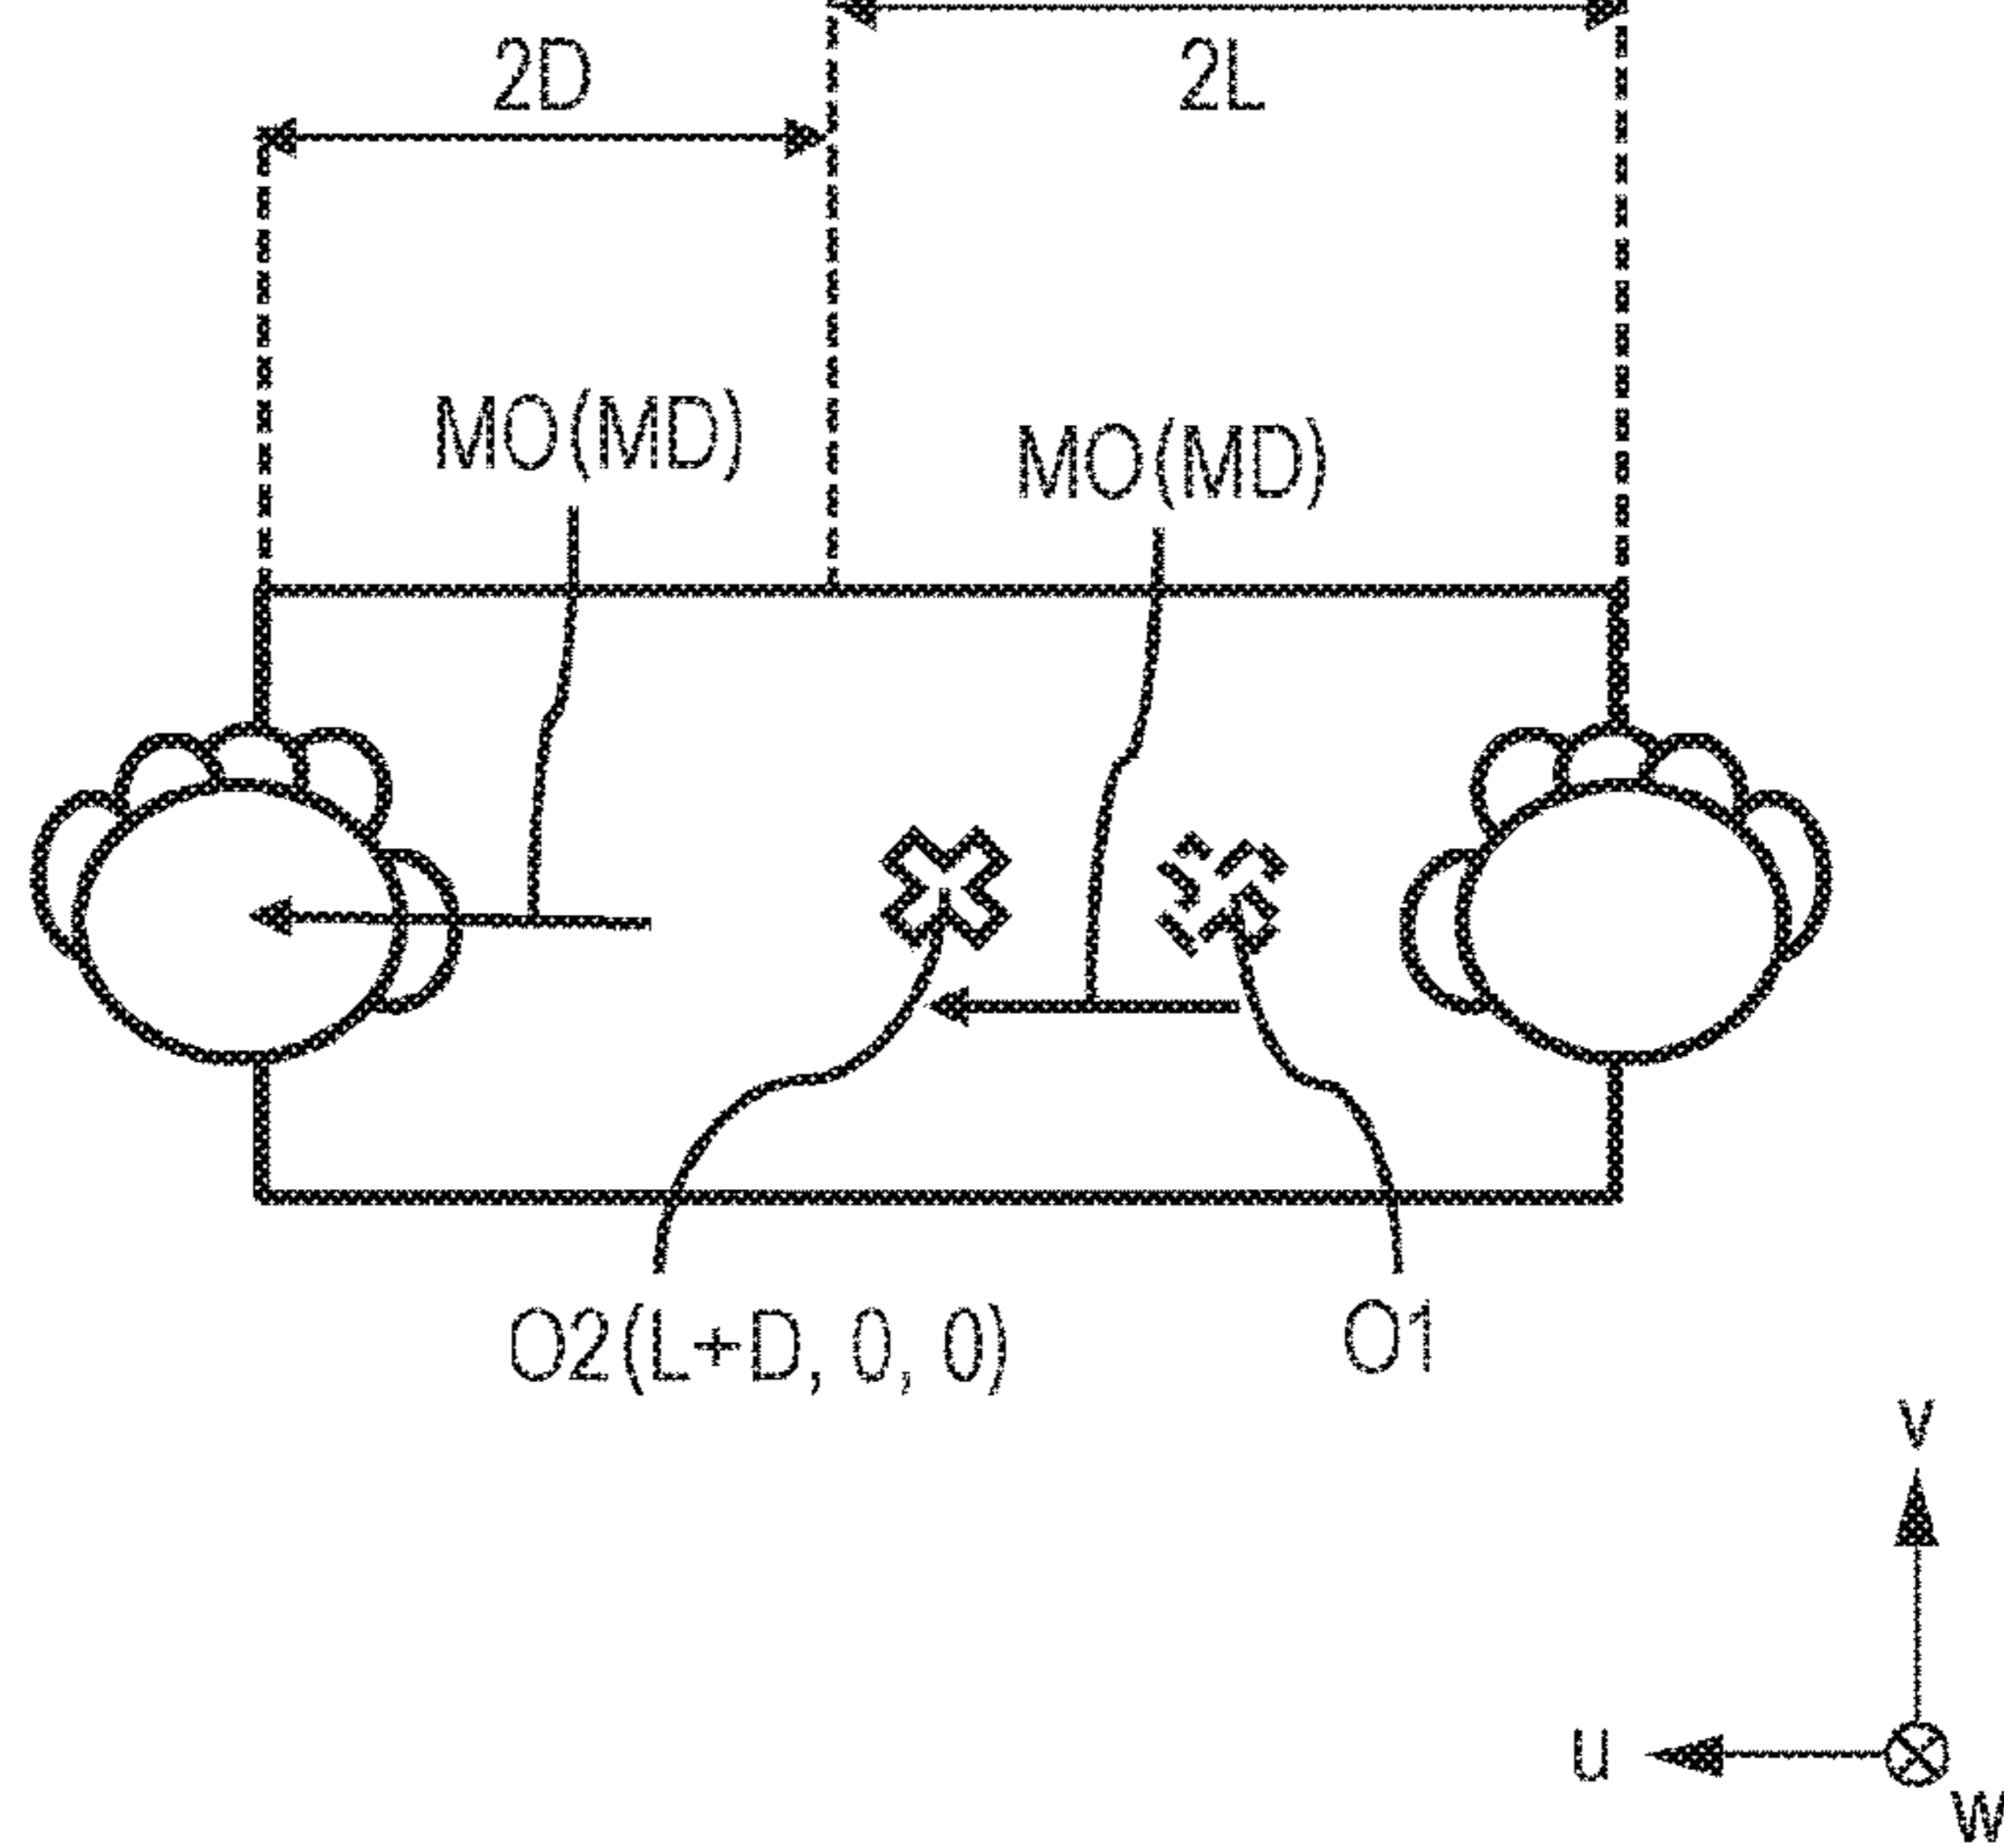 2D
2L
MO(MD)
MO(MD)
O2(L+D, 0, 0)
O1
v
u
w